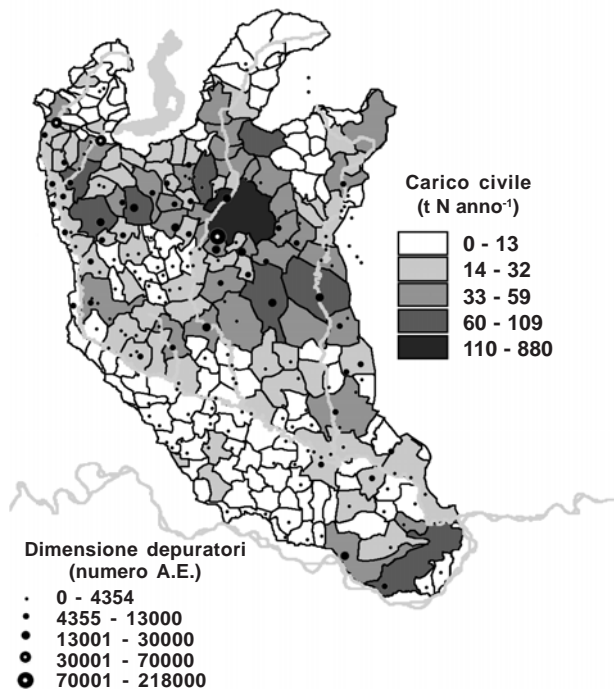 Carico civile
(t N anno-1)
0 - 13
14 - 32
33 - 59
60 - 109
110 - 880
Dimensione depuratori
(numero A.E.)
0 - 4354
4355 - 13000
13001 - 30000
30001 - 70000
70001 - 218000